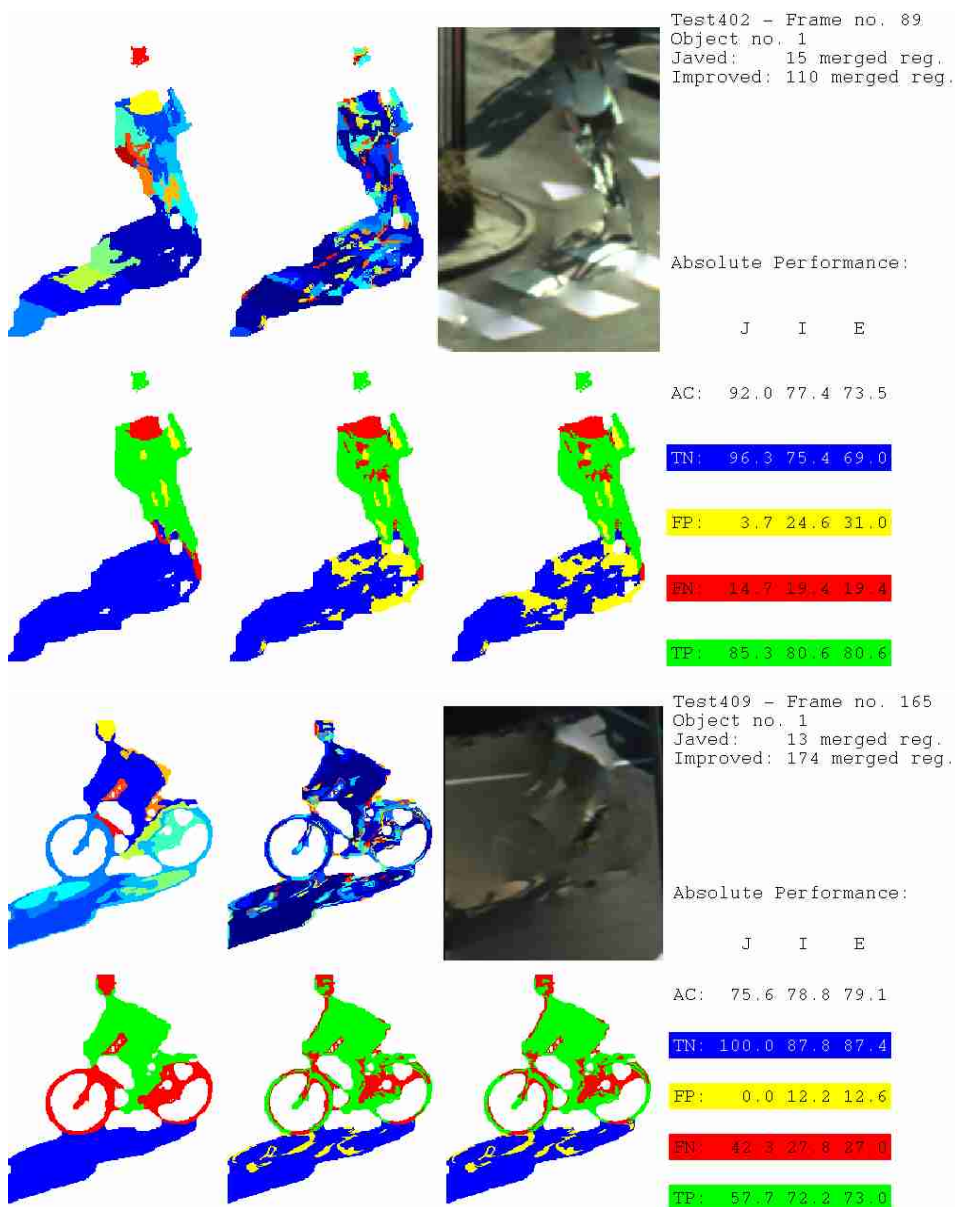 Test402 – Frame no. 89
Object no. 1
Javed: 15 merged reg.
Improved: 110 merged reg.
Absolute Performance:
J I E
AC: 92.0 77.4 73.5
TN: 96.3 75.4 69.0
FP: 3.7 24.6 31.0
FN: 14.7 19.4 19.4
TP: 85.3 80.6 80.6
Test409 – Frame no. 165
Object no. 1
Javed: 13 merged reg.
Improved: 174 merged reg.
Absolute Performance:
J I E
AC: 75.6 78.8 79.1
TN: 100.0 87.8 87.4
FP: 0.0 12.2 12.6
FN: 42.3 27.8 27.0
TP: 57.7 72.2 73.0